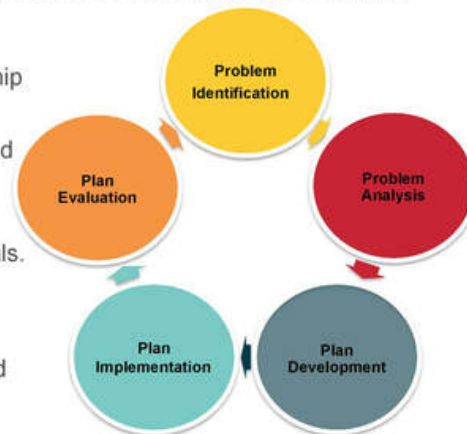 Problem
Identification
Problem
Analysis
Plan
Development
Plan
Implementation
Plan
Evaluation